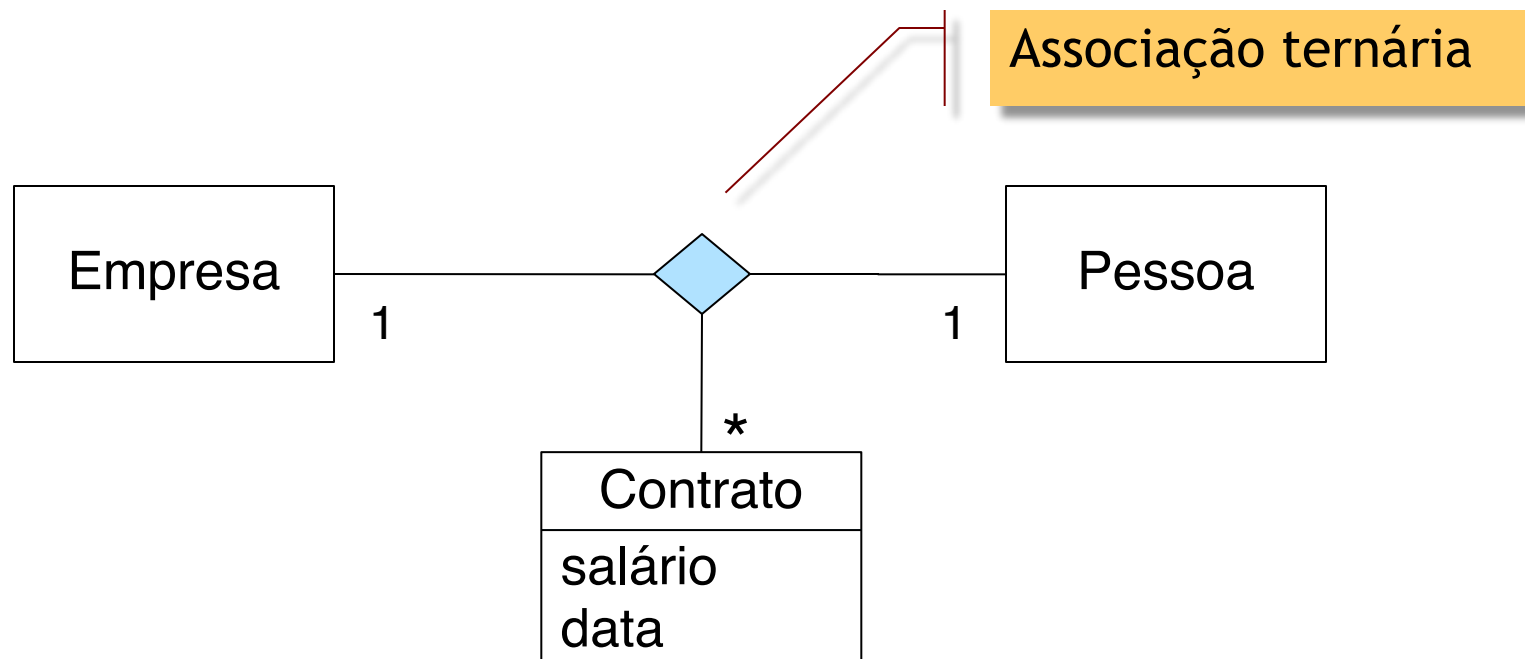 Associação ternária
Empresa
Pessoa
1
1
*
Contrato
salário
data